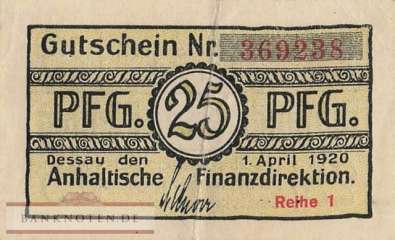 Gutschein Nr. 369238
PFG. 25 PFG.
Dessau den 1. April 1920
Anhaltische Finanzdirektion.
Reihe 1
BANKNOTEN.DE